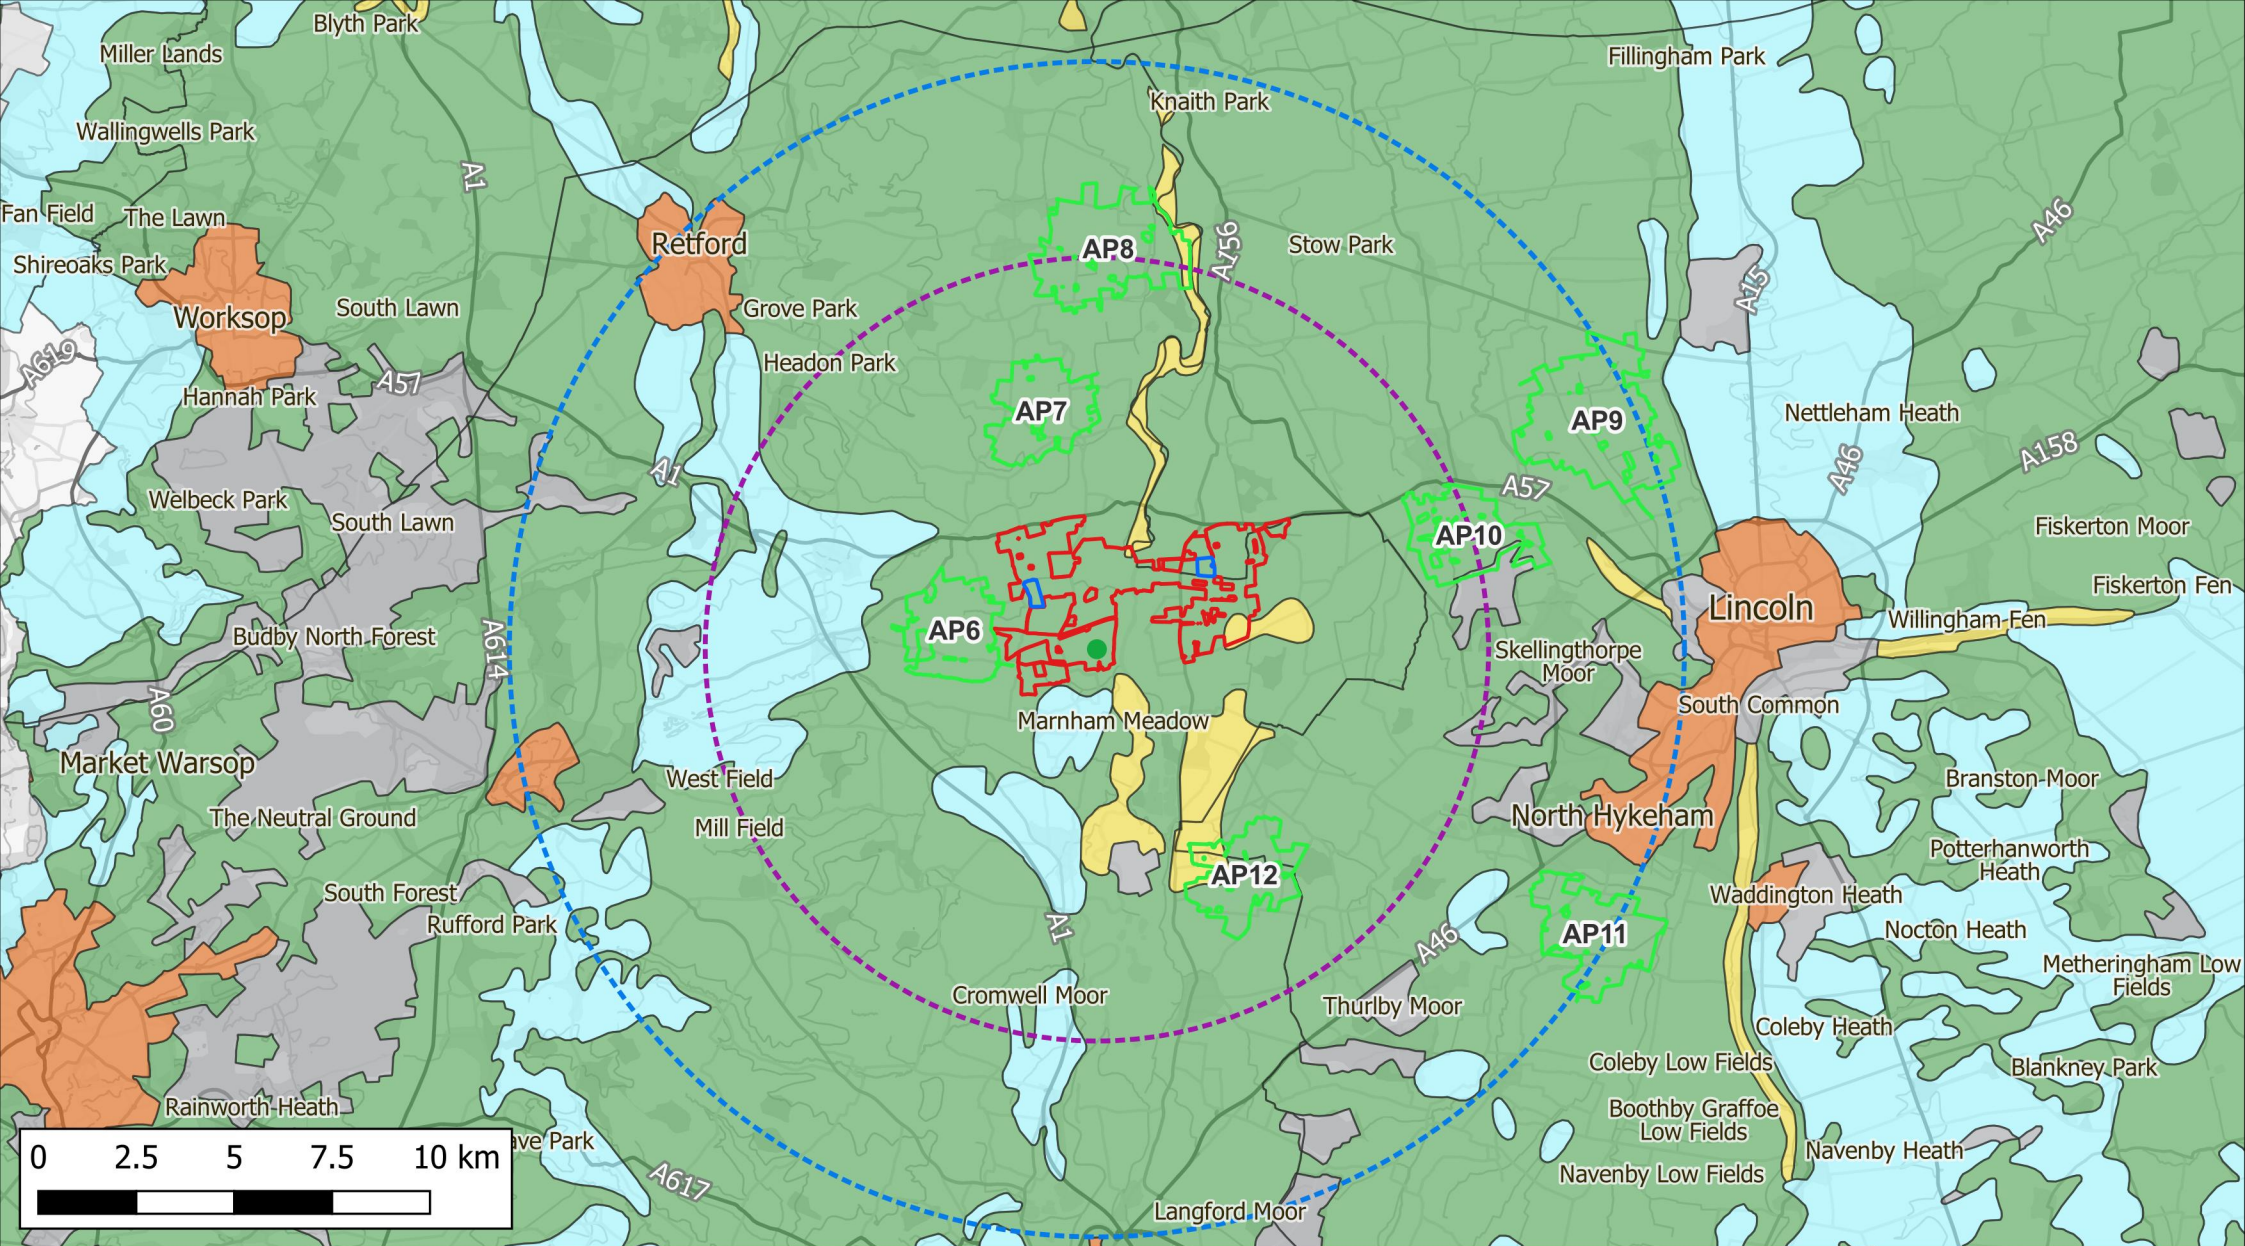 Blyth Park
Miller Lands
Fillingham Park
Knaith Park
Wallingwells Park
A1
Fan Field
The Lawn
A46
Retford
AP8
A156
Stow Park
Shireoaks Park
A15
South Lawn
Grove Park
Worksop
A619
Headon Park
A57
Hannah Park
AP7
AP9
Nettleham Heath
A158
A1
A46
A57
Welbeck Park
South Lawn
AP10
Fiskerton Moor
Fiskerton Fen
Lincoln
Willingham Fen
Budby North Forest
A614
AP6
Skellingthorpe
Moor
A60
South Common
Marnham Meadow
Market Warsop
West Field
Branston Moor
The Neutral Ground
Mill Field
North Hykeham
Potterhanworth
Heath
AP12
South Forest
Rufford Park
Waddington Heath
A1
A46
AP11
Nocton Heath
Metheringham Low
Fields
Cromwell Moor
Thurlby Moor
Coleby Heath
Coleby Low Fields
Blankney Park
Rainworth Heath
Boothby Graffoe
Low Fields
ave Park
Navenby Heath
A617
Navenby Low Fields
Langford Moor
0 2.5 5 7.5 10 km